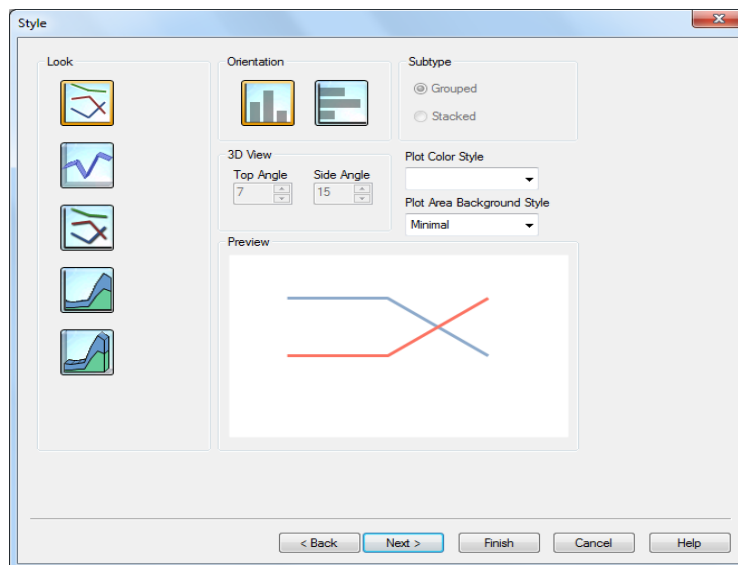 Style
Look
Orientation
Subtype
Grouped
Stacked
3D View
Top Angle
Side Angle
7
15
Plot Color Style
Plot Area Background Style
Minimal
Preview
< Back
Next >
Finish
Cancel
Help